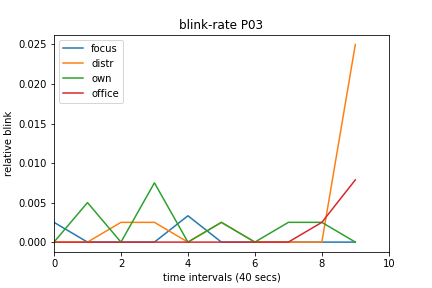 blink-rate P03
focus
distr
own
office
relative blink
0.025
0.020
0.015
0.010
0.005
0.000
0 2 4 6 8 10
time intervals (40 secs)